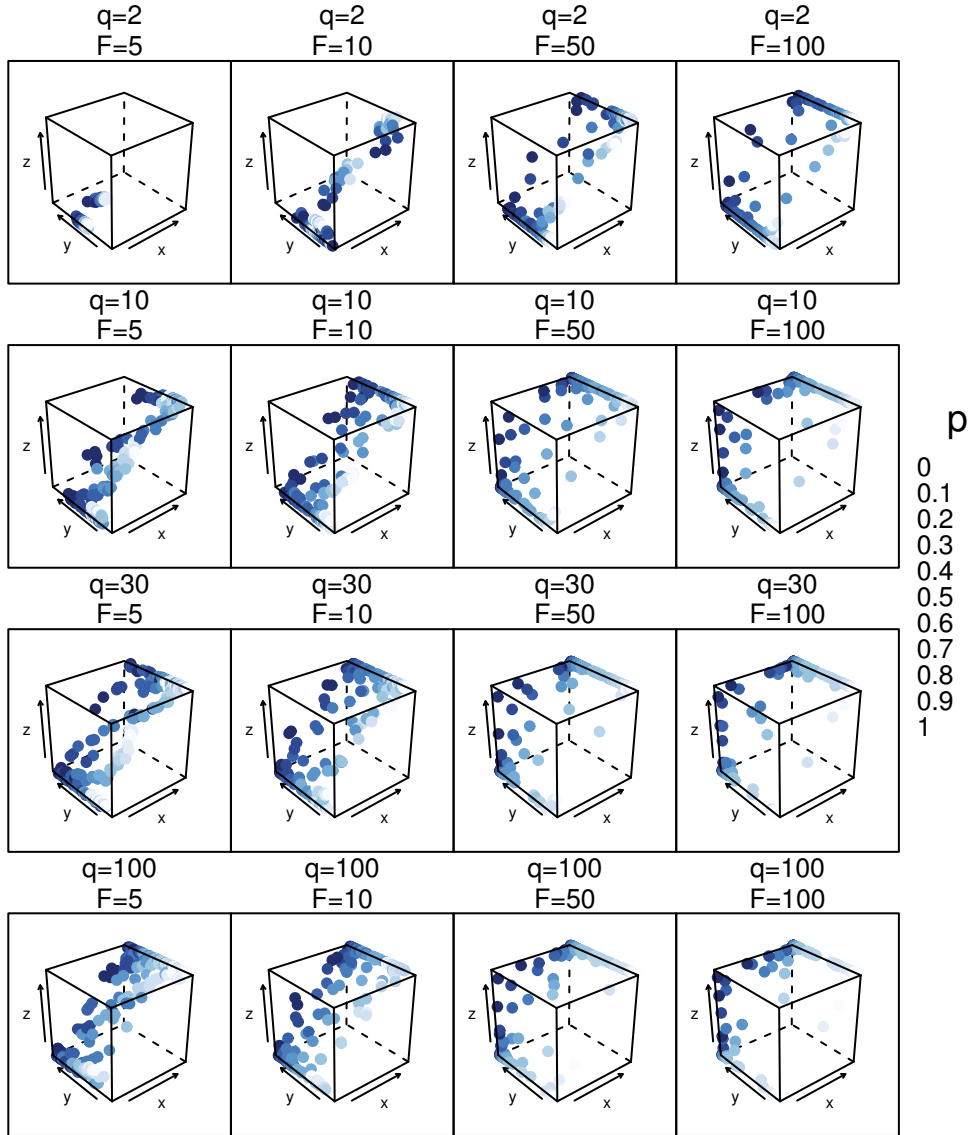 q=2 q=2 q=2 q=2
F=5 F=10 F=50 F=100
z y x z y x z y x z y x
q=10 q=10 q=10 q=10
F=5 F=10 F=50 F=100
z y x z y x z y x z y x
q=30 q=30 q=30 q=30
F=5 F=10 F=50 F=100
z y x z y x z y x z y x
q=100 q=100 q=100 q=100
F=5 F=10 F=50 F=100
z y x z y x z y x z y x
p
0
0.1
0.2
0.3
0.4
0.5
0.6
0.7
0.8
0.9
1